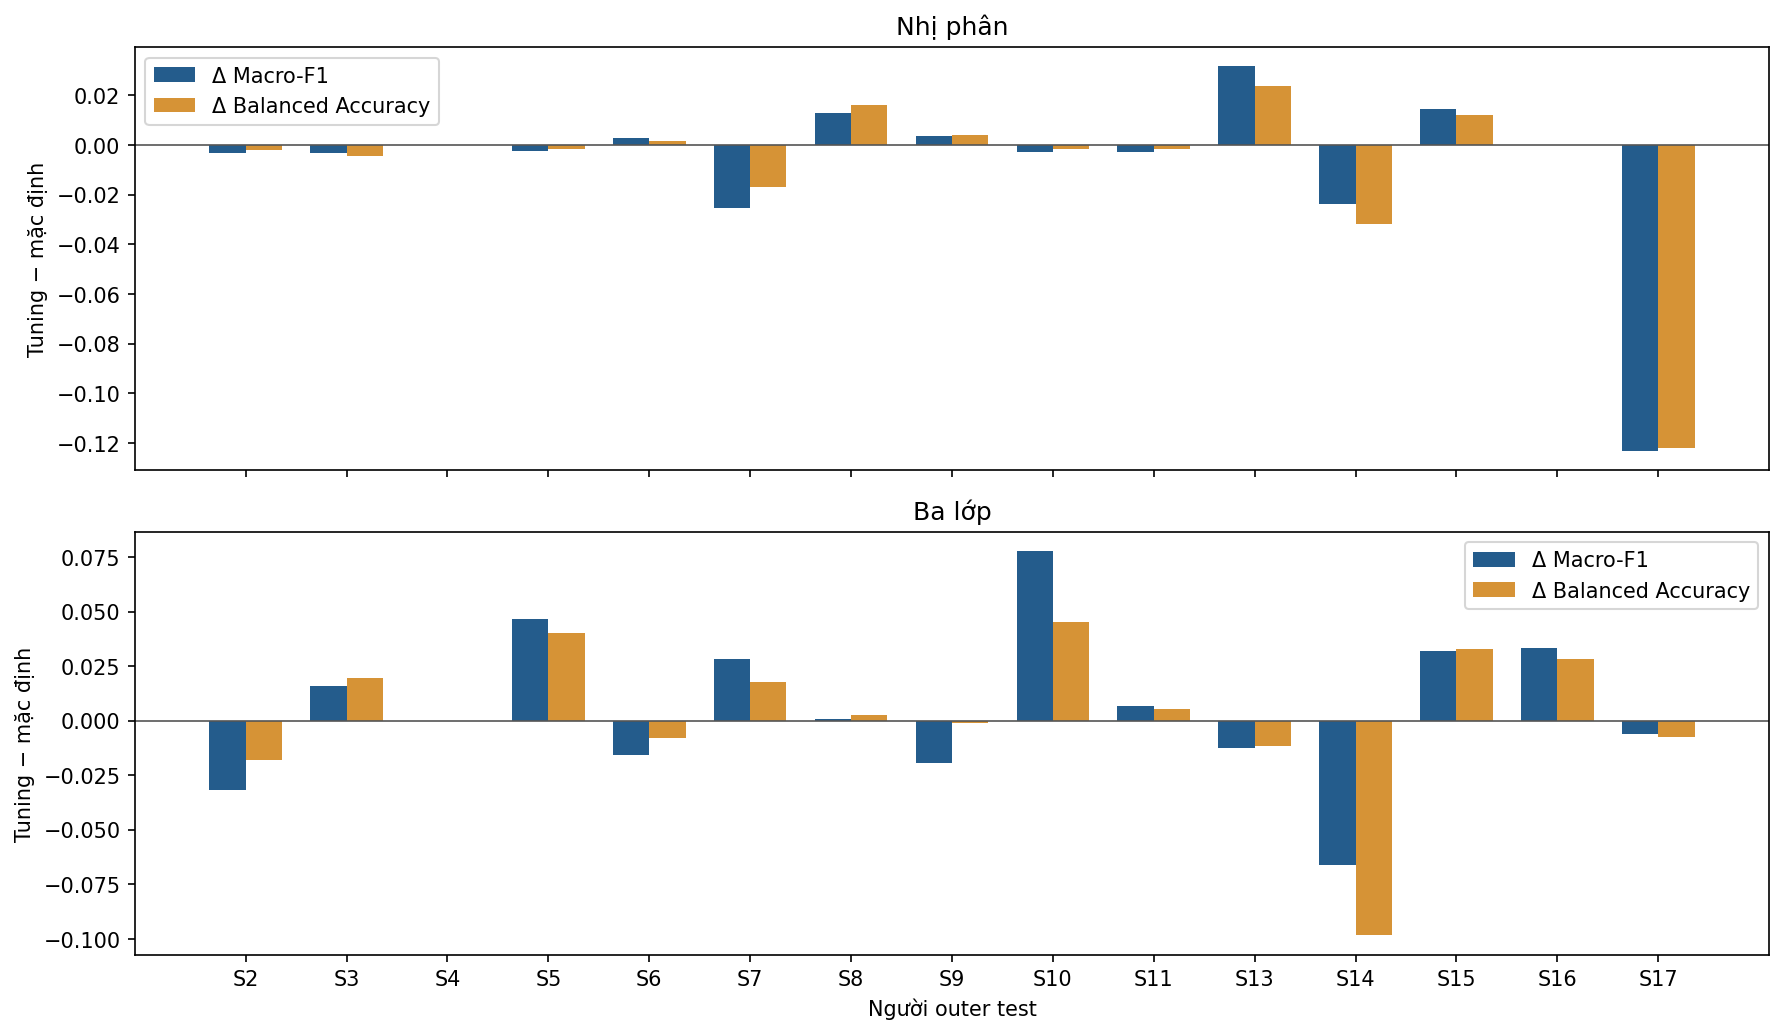 Nhị phân
Δ Macro-F1
Δ Balanced Accuracy
0.02
0.00
−0.02
−0.04
−0.06
−0.08
−0.10
−0.12
Tuning − mặc định
Ba lớp
Δ Macro-F1
Δ Balanced Accuracy
0.075
0.050
0.025
0.000
−0.025
−0.050
−0.075
−0.100
Tuning − mặc định
S2 S3 S4 S5 S6 S7 S8 S9 S10 S11 S13 S14 S15 S16 S17
Người outer test